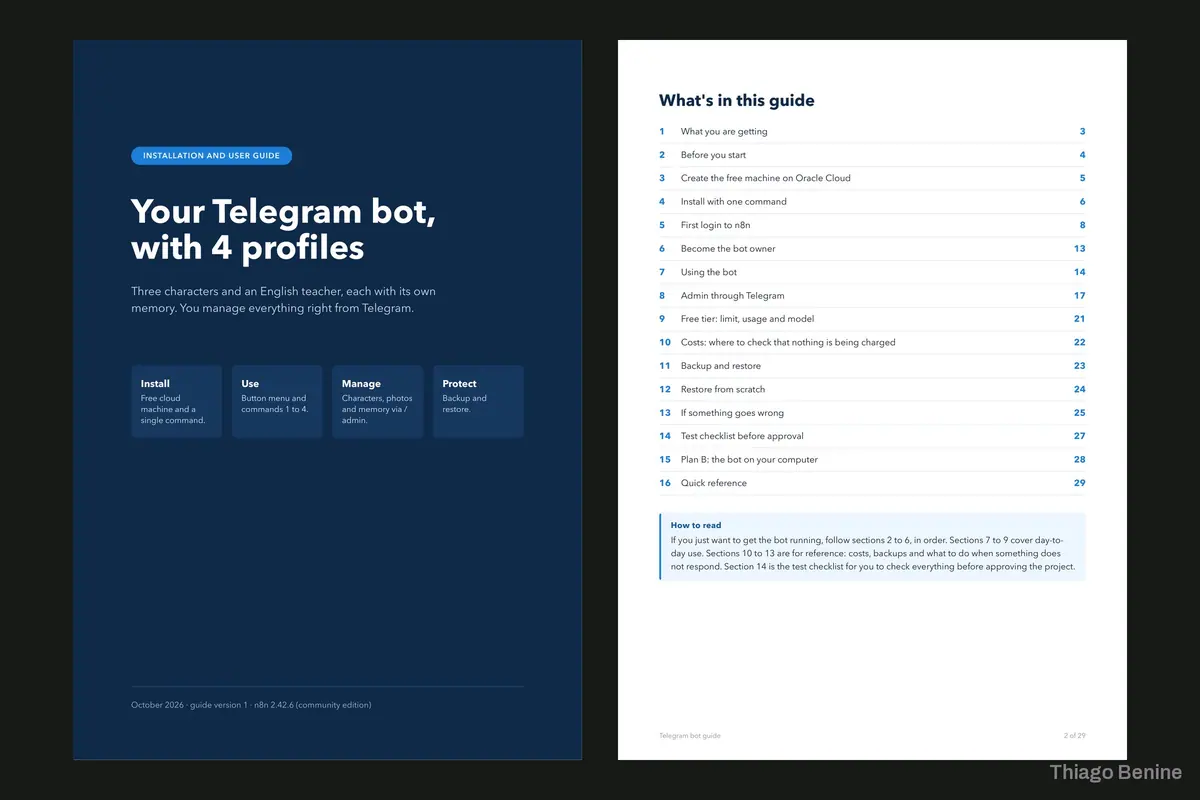 INSTALLATION AND USER GUIDE
Your Telegram bot,
with 4 profiles
Three characters and an English teacher, each with its own
memory. You manage everything right from Telegram.
Install
Free cloud
machine and a
single command.
Use
Button menu and
commands 1 to 4.
Manage
Characters, photos
and memory via /
admin.
Protect
Backup and
restore.
October 2026 · guide version 1 · n8n 2.42.6 (community edition)
What's in this guide
1 What you are getting 3
2 Before you start 4
3 Create the free machine on Oracle Cloud 5
4 Install with one command 6
5 First login to n8n 8
6 Become the bot owner 13
7 Using the bot 14
8 Admin through Telegram 17
9 Free tier: limit, usage and model 21
10 Costs: where to check that nothing is being charged 22
11 Backup and restore 23
12 Restore from scratch 24
13 If something goes wrong 25
14 Test checklist before approval 27
15 Plan B: the bot on your computer 28
16 Quick reference 29
How to read
If you just want to get the bot running, follow sections 2 to 6, in order. Sections 7 to 9 cover day-to-
day use. Sections 10 to 13 are for reference: costs, backups and what to do when something does
not respond. Section 14 is the test checklist for you to check everything before approving the project.
Telegram bot guide 2 of 29
Thiago Benine